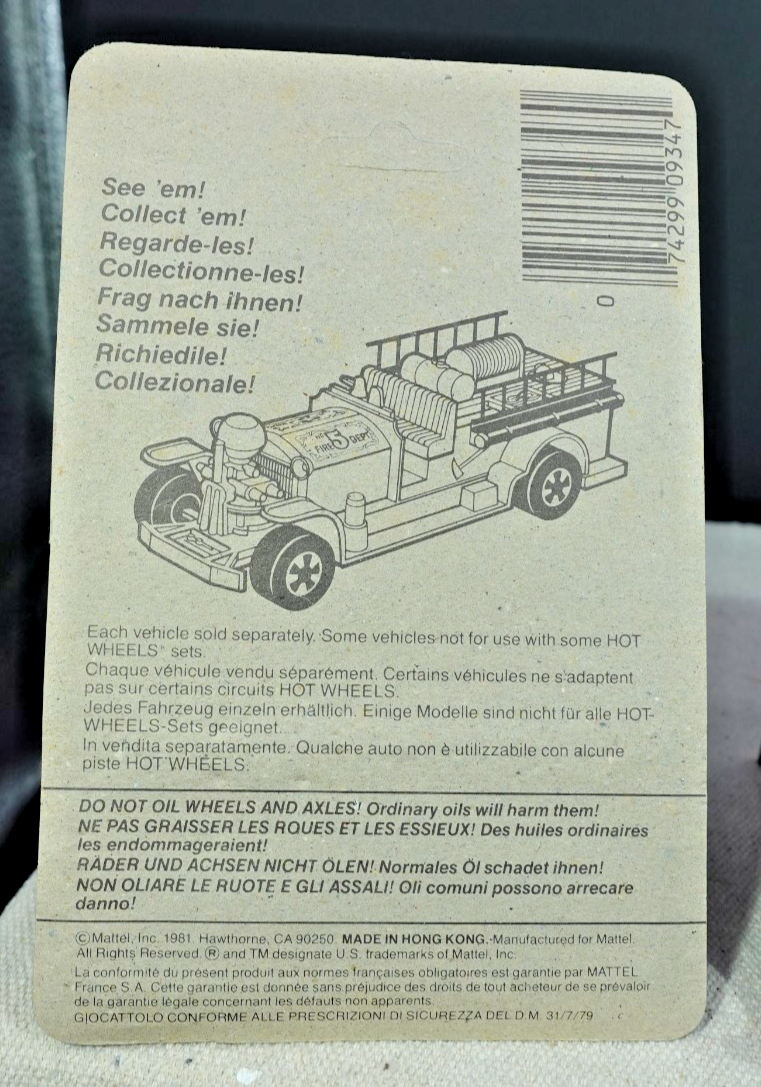 See 'em!
Collect 'em!
Regarde-les!
Collectionne-les!
Frag nach ihnen!
Sammele sie!
Richiedile!
Collezionale!
74299 09347
0
No.
5
FIRE DEPT.
Each vehicle sold separately. Some vehicles not for use with some HOT
WHEELS® sets.
Chaque véhicule vendu séparément. Certains véhicules ne s'adaptent
pas sur certains circuits HOT WHEELS.
Jedes Fahrzeug einzeln erhältlich. Einige Modelle sind nicht für alle HOT-
WHEELS-Sets geeignet.
In vendita separatamente. Qualche auto non è utilizzabile con alcune
piste HOT WHEELS.
DO NOT OIL WHEELS AND AXLES! Ordinary oils will harm them!
NE PAS GRAISSER LES ROUES ET LES ESSIEUX! Des huiles ordinaires
les endommageraient!
RÄDER UND ACHSEN NICHT ÖLEN! Normales Öl schadet ihnen!
NON OLIARE LE RUOTE E GLI ASSALI! Oli comuni possono arrecare
danno!
©Mattel, Inc. 1981. Hawthorne, CA 90250. MADE IN HONG KONG. Manufactured for Mattel.
All Rights Reserved. ® and TM designate U.S. trademarks of Mattel, Inc.
La conformité du présent produit aux normes françaises obligatoires est garantie par MATTEL
France S.A. Cette garantie est donnée sans préjudice des droits de tout acheteur de se prévaloir
de la garantie légale concernant les défauts non apparents.
GIOCATTOLO CONFORME ALLE PRESCRIZIONI DI SICUREZZA DEL D.M. 31/7/79